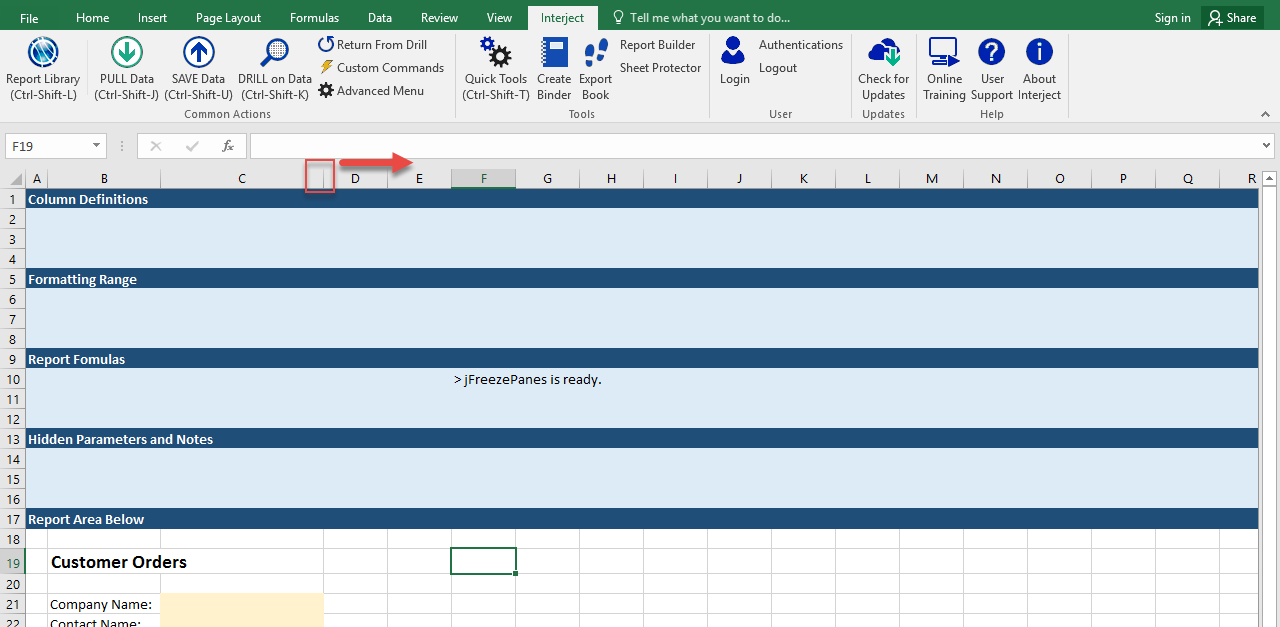 File Home Insert Page Layout Formulas Data Review View Interject Tell me what you want to do... Sign in Share
Report Library
(Ctrl-Shift-L)
PULL Data
(Ctrl-Shift-J)
SAVE Data
(Ctrl-Shift-U)
DRILL on Data
(Ctrl-Shift-K)
Return From Drill
Custom Commands
Advanced Menu
Common Actions
Quick Tools
(Ctrl-Shift-T)
Create
Binder
Export
Book
Report Builder
Sheet Protector
Tools
Login
Authentications
Logout
User
Check for
Updates
Updates
Online
Training
User
Support
About
Interject
Help
F19 fx
A B C D E F G H I J K L M N O P Q R
1 Column Definitions
2
3
4
5 Formatting Range
6
7
8
9 Report Fomulas
10 > jFreezePanes is ready.
11
12
13 Hidden Parameters and Notes
14
15
16
17 Report Area Below
18
19 Customer Orders
20
21 Company Name:
22 Contact Name: